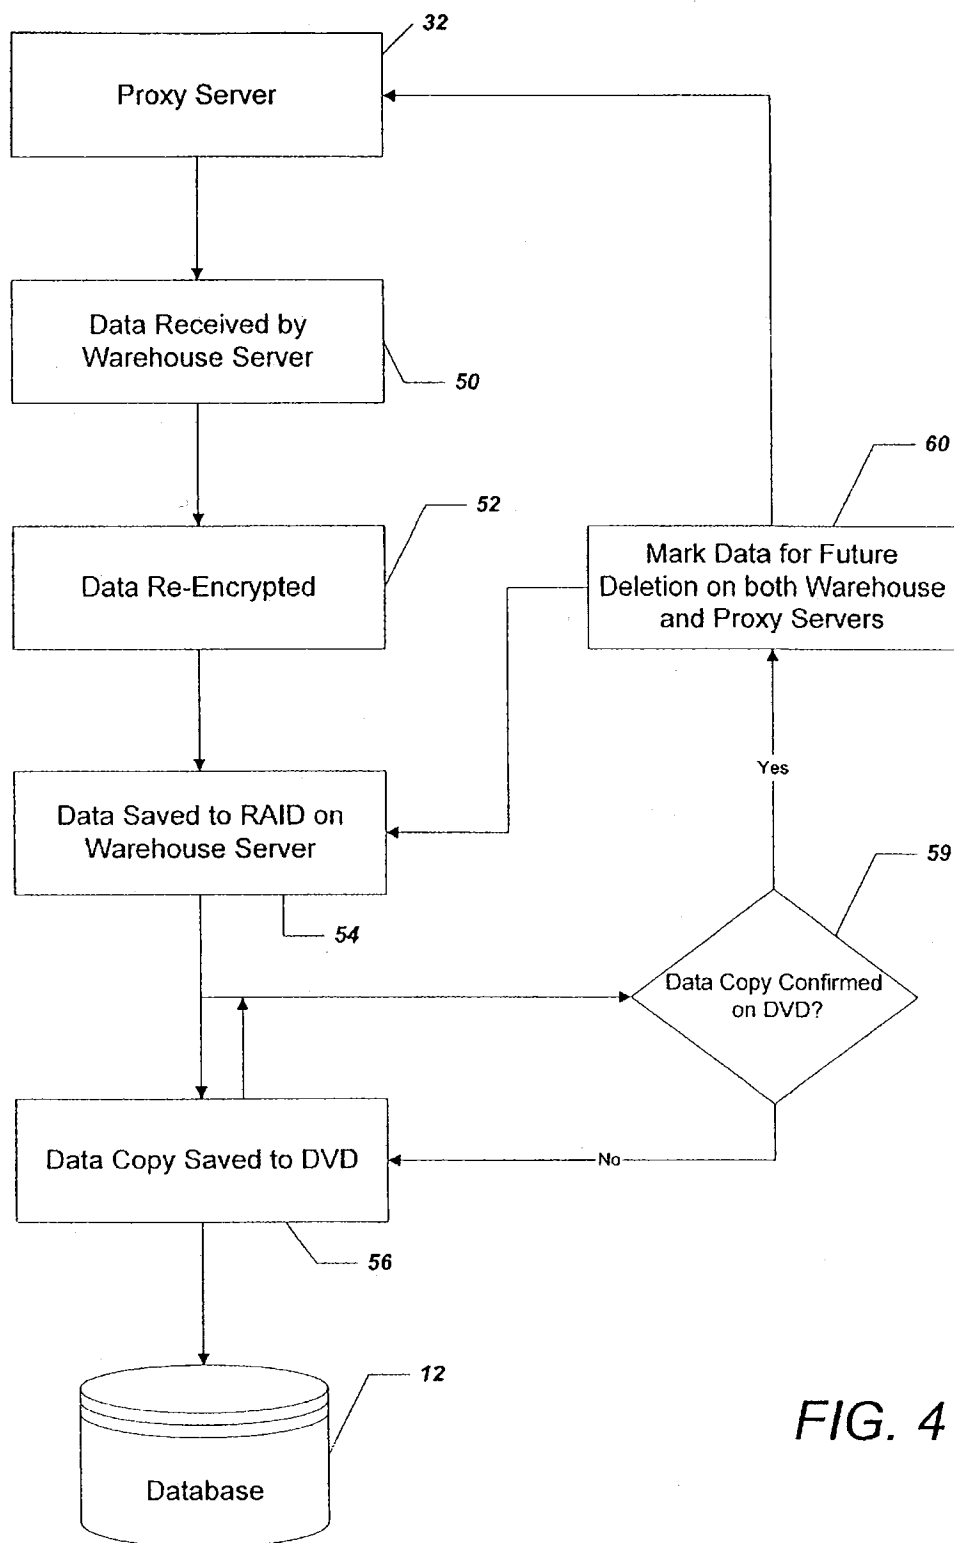 32
Proxy Server
Data Received by
Warehouse Server
50
60
52
Mark Data for Future
Deletion on both Warehouse
and Proxy Servers
Data Re-Encrypted
Yes
Data Saved to RAID on
Warehouse Server
59
54
Data Copy Confirmed
on DVD?
Data Copy Saved to DVD
No
56
12
FIG. 4
Database